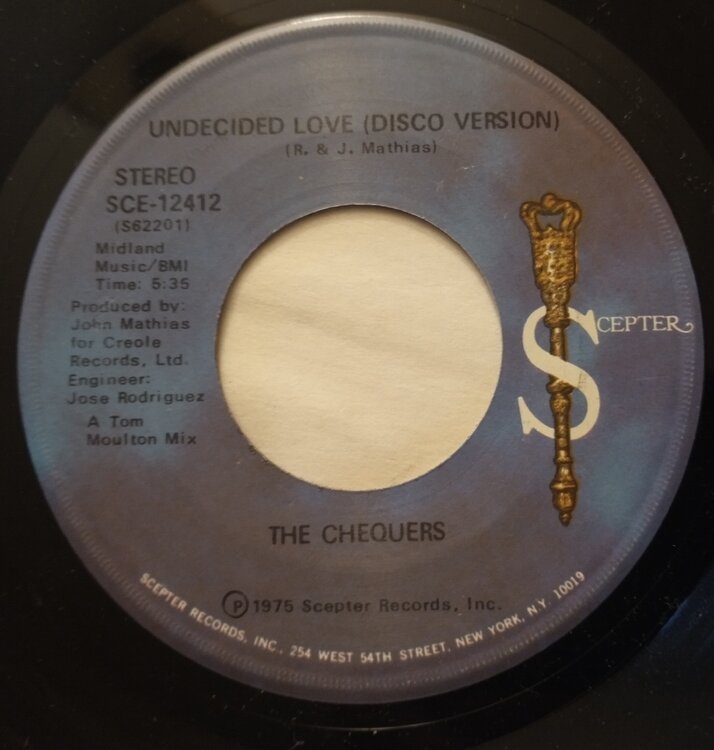 UNDECIDED LOVE (DISCO VERSION)
(R. & J. Mathias)
STEREO
SCE-12412
(S62201)
Midland
Music/BMI
Time: 5:35
Produced by:
John Mathias
for Creole
Records, Ltd.
Engineer:
Jose Rodriguez
A Tom
Moulton Mix
SCEPTER
THE CHEQUERS
℗ 1975 Scepter Records, Inc.
SCEPTER RECORDS, INC., 254 WEST 54TH STREET, NEW YORK, N.Y. 10019